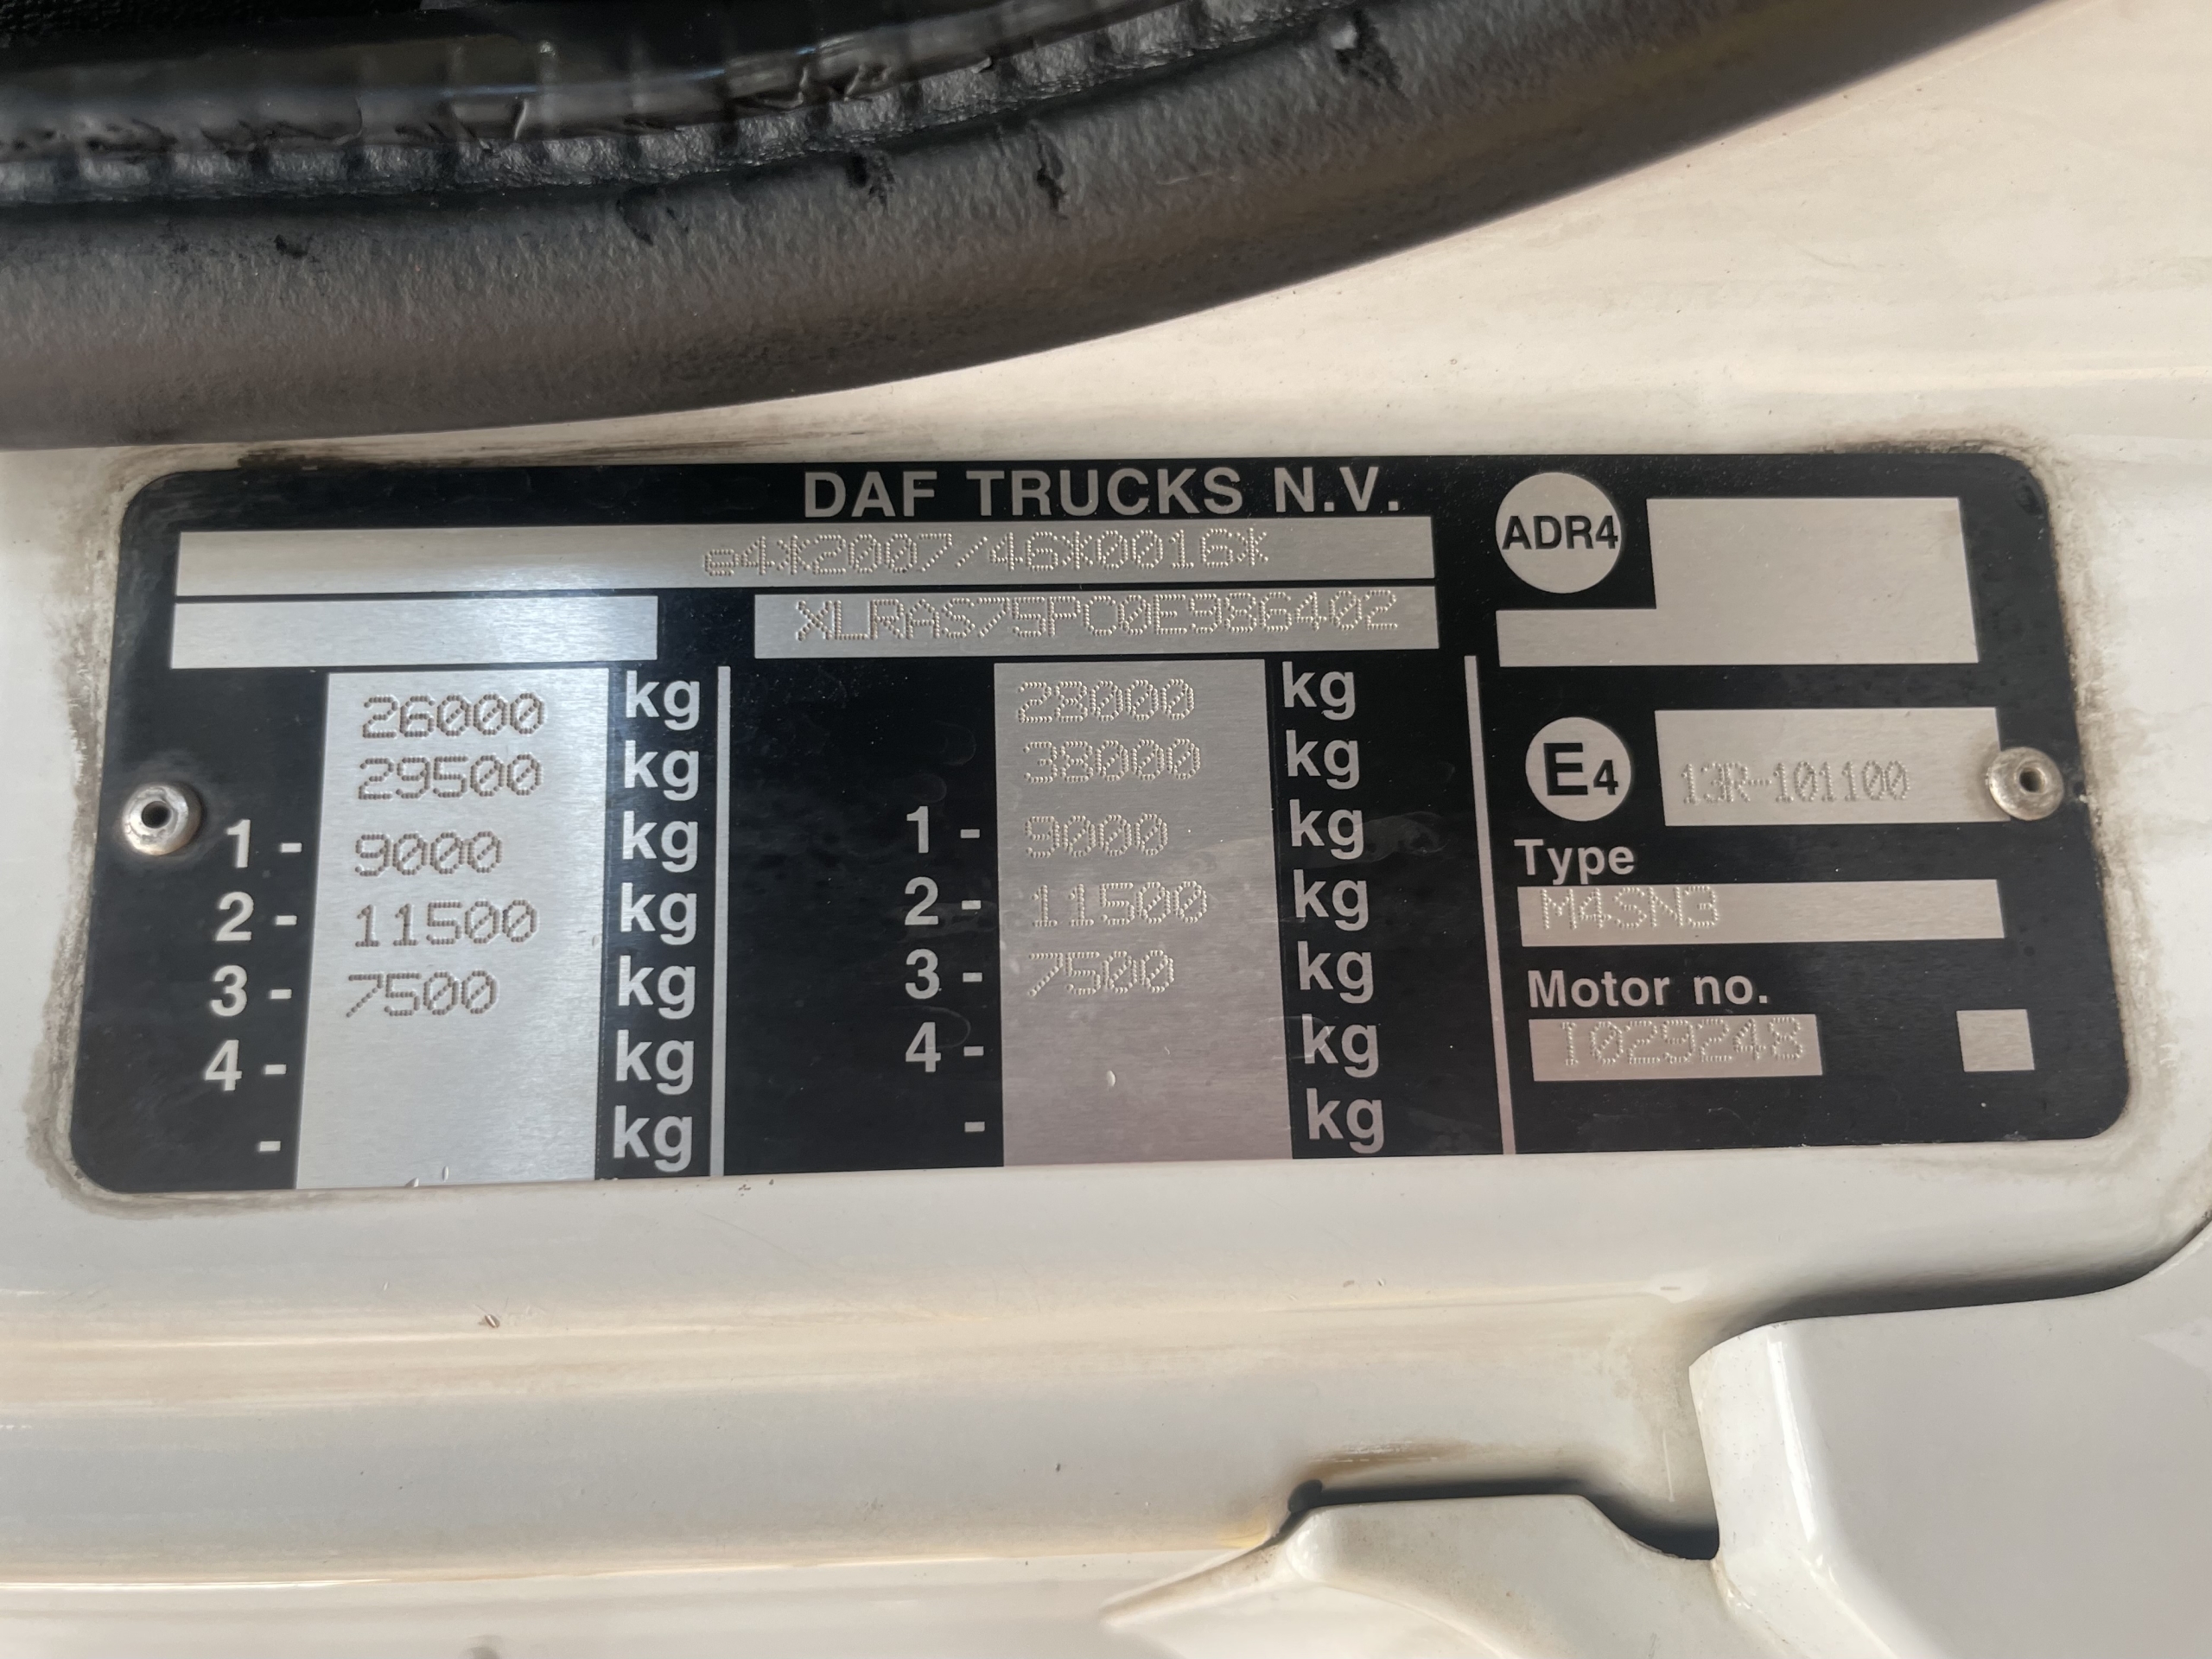 DAF TRUCKS N.V.
e4*2007/46*0016*
XLRAS75PC0E986402
26000 kg
29500 kg
1 - 9000 kg
2 - 11500 kg
3 - 7500 kg
4 - kg
- kg
28000 kg
38000 kg
1 - 9000 kg
2 - 11500 kg
3 - 7500 kg
4 - kg
- kg
ADR4
E4 13R-101100
Type
M4SN3
Motor no.
1029248